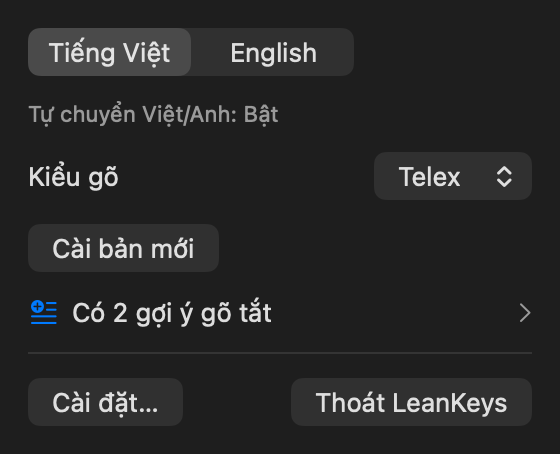 Tiếng Việt English
Tự chuyển Việt/Anh: Bật
Kiểu gõ Telex
Cài bản mới
Có 2 gợi ý gõ tắt
Cài đặt... Thoát LeanKeys